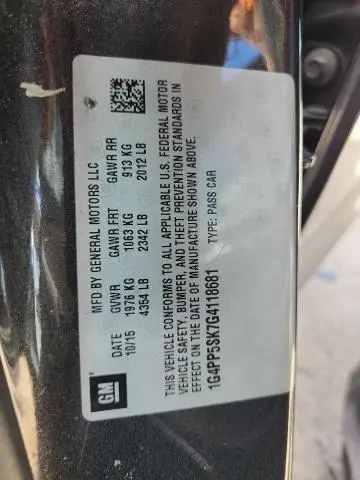 GM
MFD BY GENERAL MOTORS LLC
DATE GVWR GAWR FRT GAWR RR
10/15 1976 KG 1063 KG 913 KG
4354 LB 2342 LB 2012 LB
THIS VEHICLE CONFORMS TO ALL APPLICABLE U.S. FEDERAL MOTOR
VEHICLE SAFETY, BUMPER, AND THEFT PREVENTION STANDARDS IN
EFFECT ON THE DATE OF MANUFACTURE SHOWN ABOVE.
1G4PP5SK7G4118681 TYPE: PASS CAR